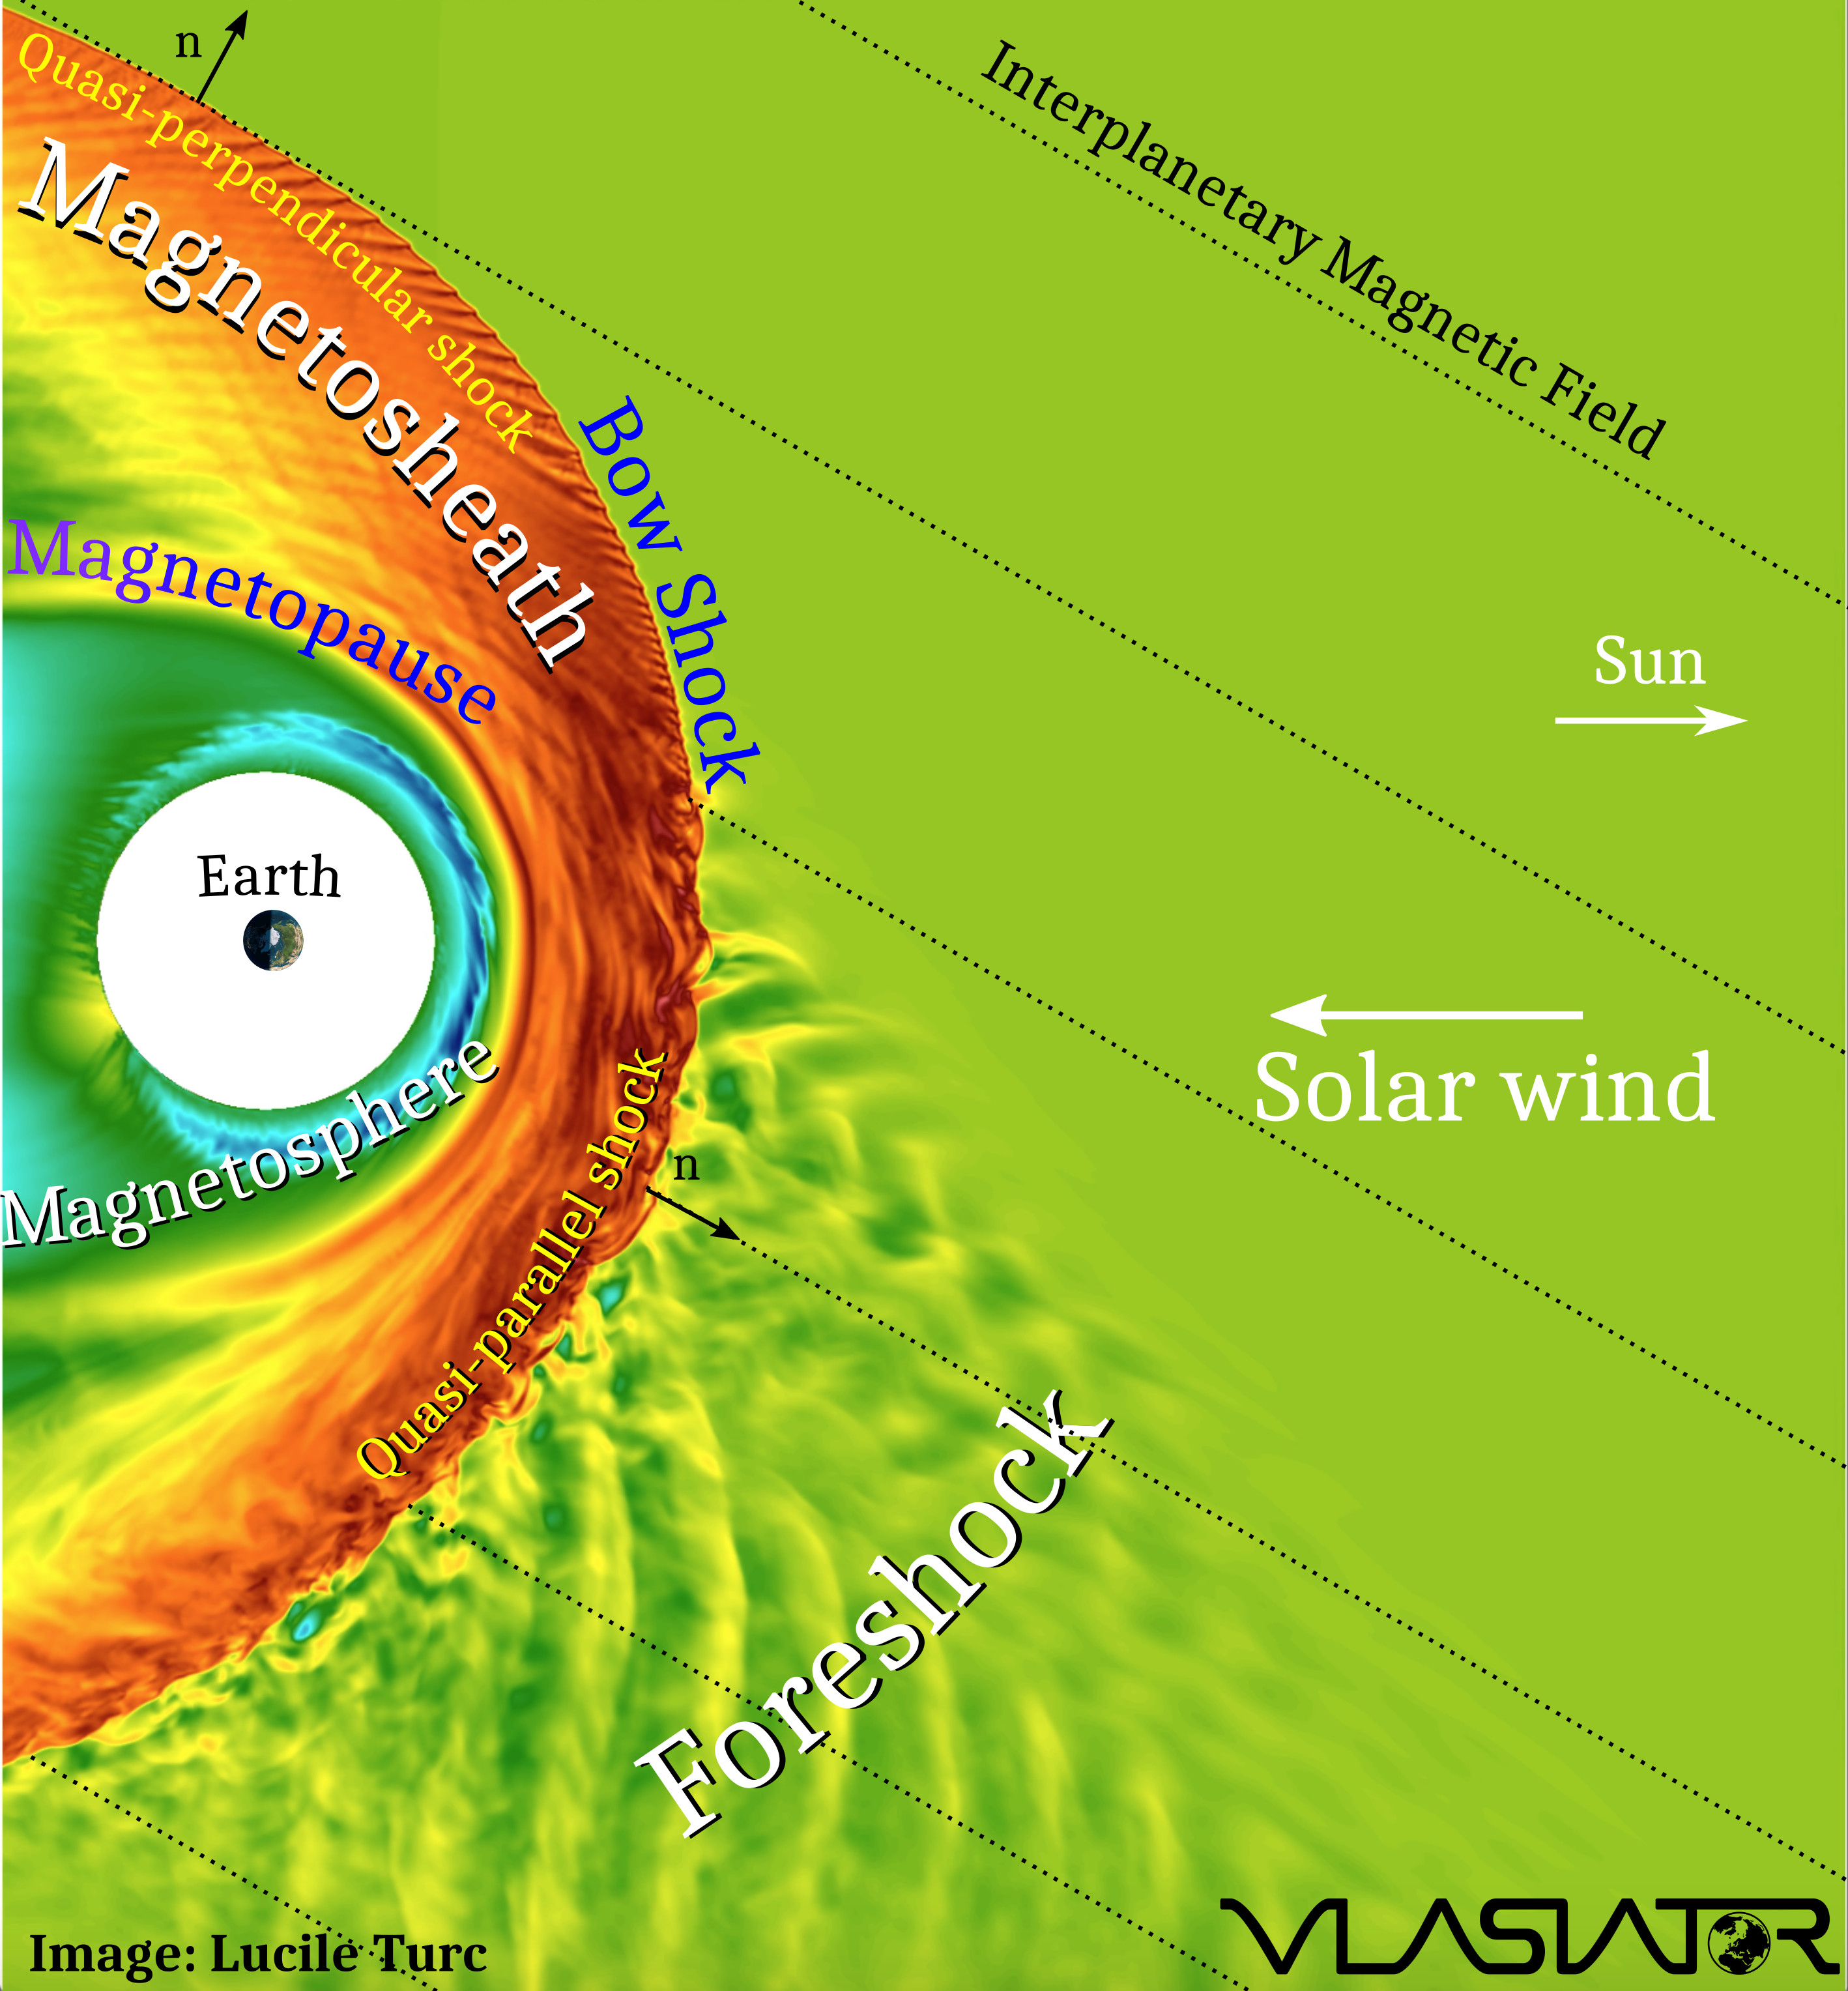 n
Quasi-perpendicular shock
Interplanetary Magnetic Field
Magnetosheath
Bow Shock
Magnetopause
Sun
Earth
Solar wind
Magnetosphere
n
Quasi-parallel shock
Foreshock
Image: Lucile Turc
VLASIATOR